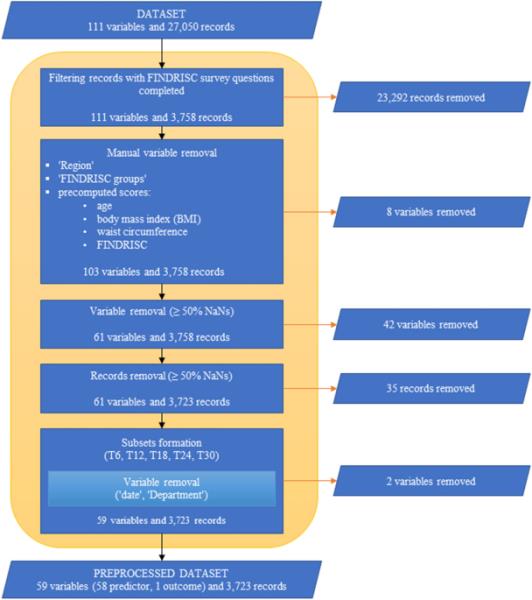 DATASET
111 variables and 27,050 records
Filtering records with FINDRISC survey questions
completed
111 variables and 3,758 records
23,292 records removed
Manual variable removal
▪ 'Region'
▪ 'FINDRISC groups'
▪ precomputed scores:
• age
• body mass index (BMI)
• waist circumference
• FINDRISC
103 variables and 3,758 records
8 variables removed
Variable removal (≥ 50% NaNs)
61 variables and 3,758 records
42 variables removed
Records removal (≥ 50% NaNs)
61 variables and 3,723 records
35 records removed
Subsets formation
(T6, T12, T18, T24, T30)
Variable removal
('date', 'Department')
59 variables and 3,723 records
2 variables removed
PREPROCESSED DATASET
59 variables (58 predictor, 1 outcome) and 3,723 records